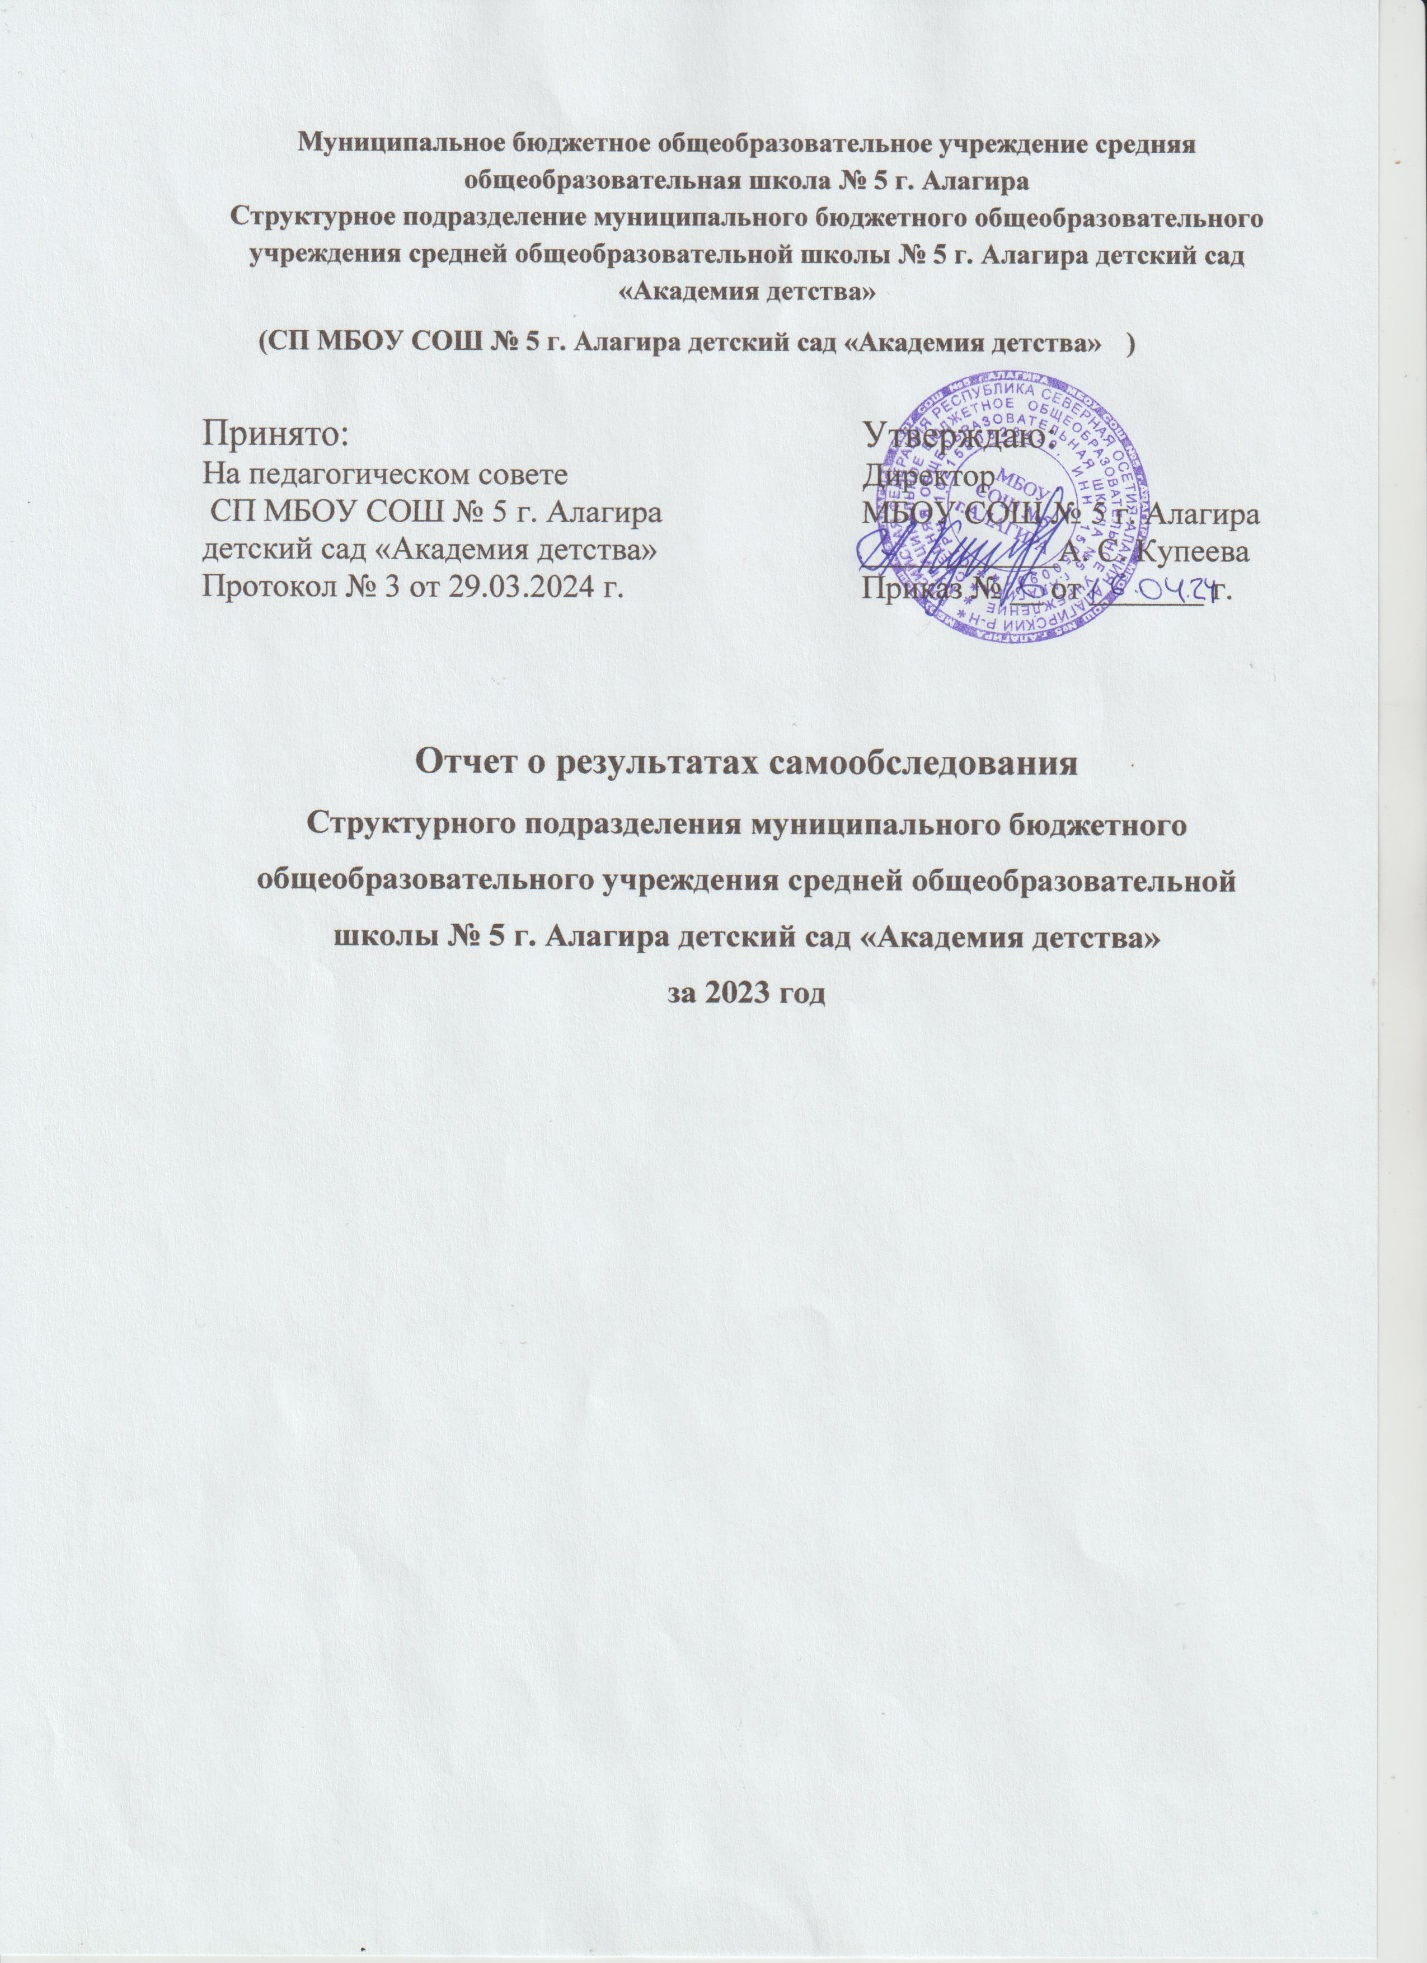 Муниципальное бюджетное общеобразовательное учреждение средняя
общеобразовательная школа № 5 г. Алагира
Структурное подразделение муниципального бюджетного общеобразовательного
учреждения средней общеобразовательной школы № 5 г. Алагира детский сад
«Академия детства»
(СП МБОУ СОШ № 5 г. Алагира детский сад «Академия детства» )
Принято:
На педагогическом совете
СП МБОУ СОШ № 5 г. Алагира
детский сад «Академия детства»
Протокол № 3 от 29.03.2024 г.
Утверждаю:
Директор
МБОУ СОШ № 5 г. Алагира
А. С. Купеева
Приказ № от .04.24 г.
Отчет о результатах самообследования
Структурного подразделения муниципального бюджетного
общеобразовательного учреждения средней общеобразовательной
школы № 5 г. Алагира детский сад «Академия детства»
за 2023 год